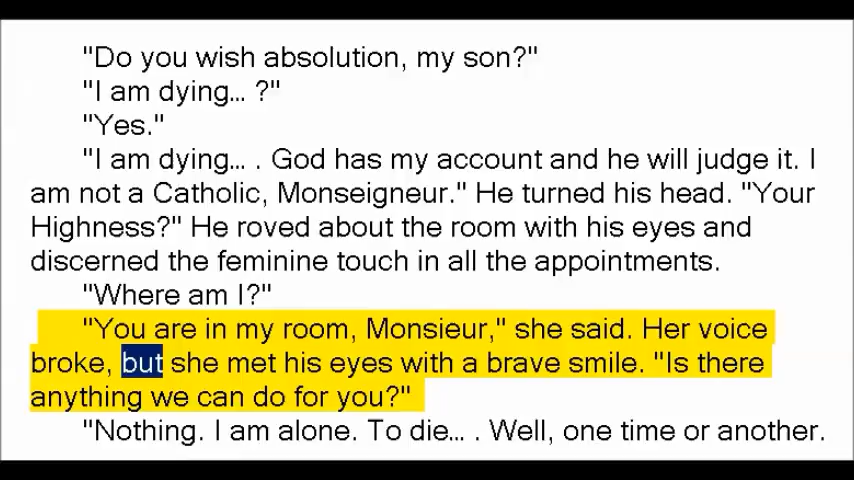 "Do you wish absolution, my son?"
"I am dying... ?"
"Yes."
"I am dying... . God has my account and he will judge it. I
am not a Catholic, Monseigneur." He turned his head. "Your
Highness?" He roved about the room with his eyes and
discerned the feminine touch in all the appointments.
"Where am I?"
"You are in my room, Monsieur," she said. Her voice
broke, but she met his eyes with a brave smile. "Is there
anything we can do for you?"
"Nothing. I am alone. To die... . Well, one time or another.